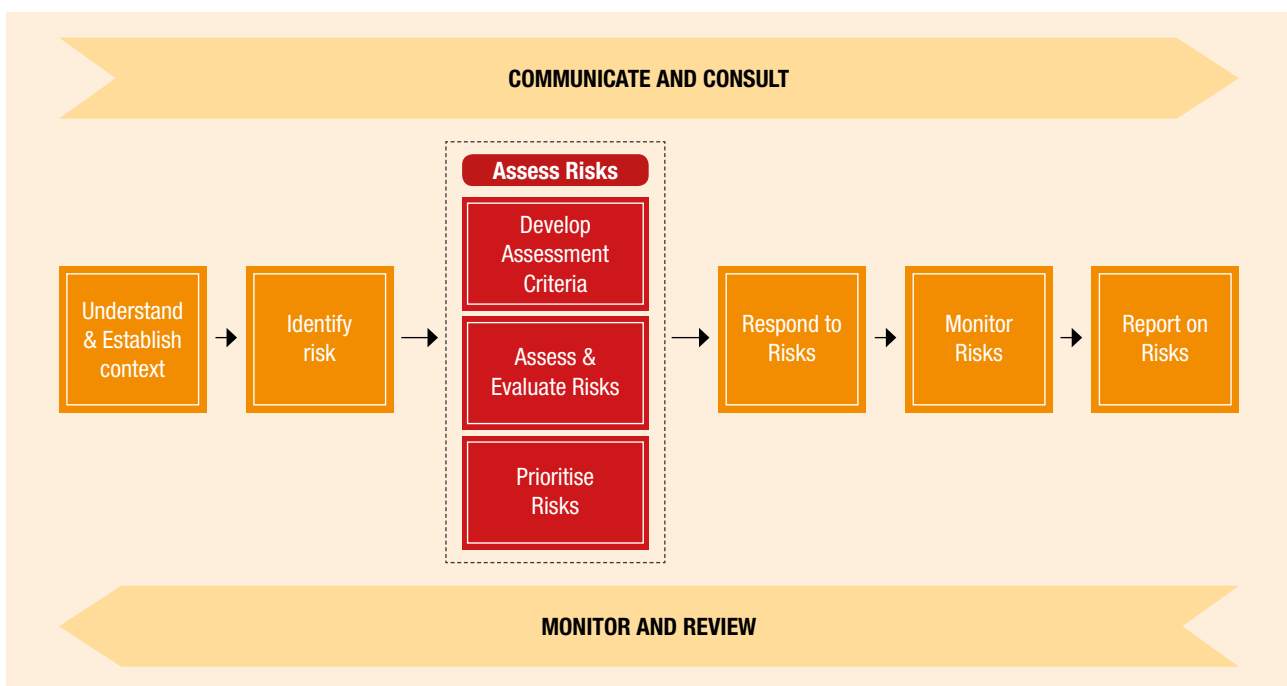 COMMUNICATE AND CONSULT
Understand
& Establish
context
Identify
risk
Assess Risks
Develop
Assessment
Criteria
Assess &
Evaluate Risks
Prioritise
Risks
Respond to
Risks
Monitor
Risks
Report on
Risks
MONITOR AND REVIEW